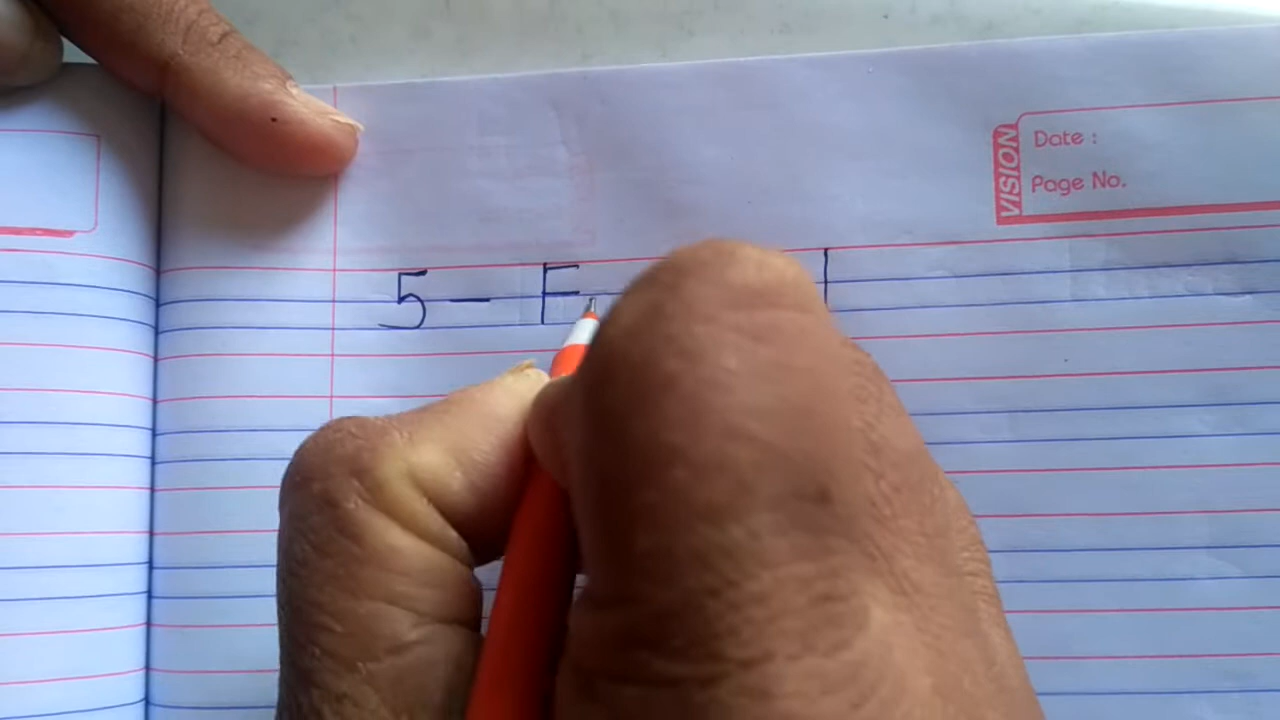 VISION
Date :
Page No.
5 – F